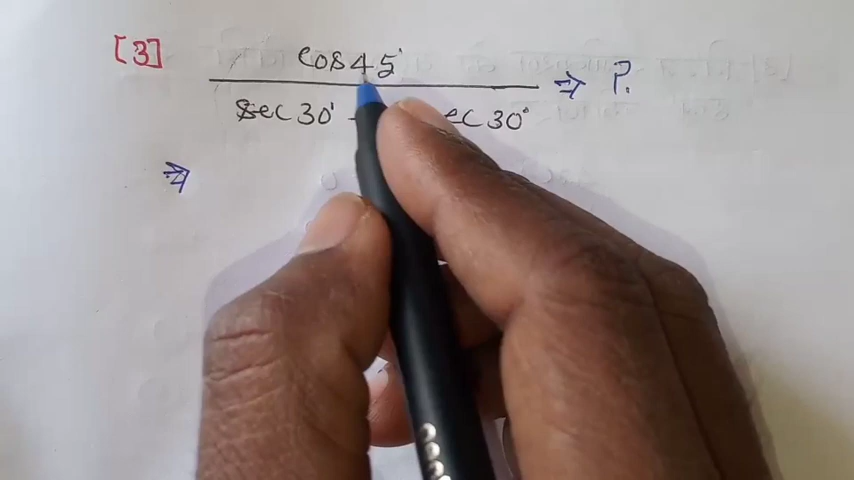 [3] cos45° ⇒ ?
sec30° ec30°
⇒